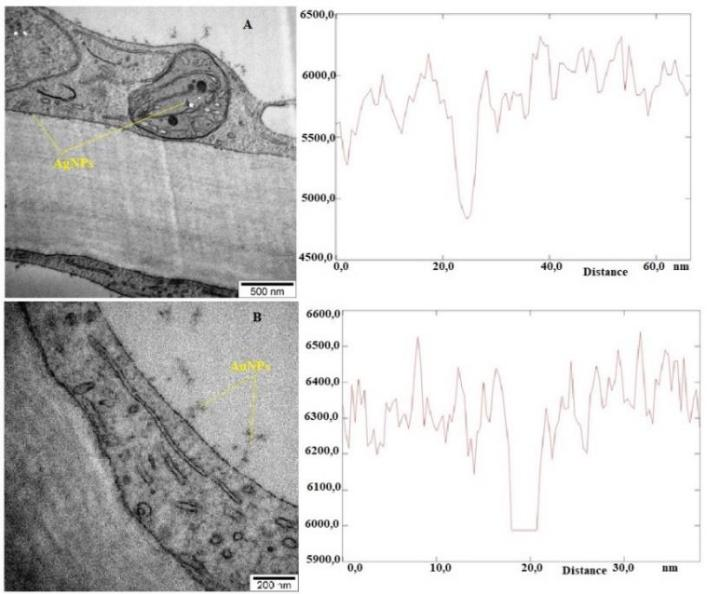 A
AgNPs
500 nm
6500,0
6000,0
5500,0
5000,0
4500,0
0,0 20,0 40,0 60,0 nm
Distance
B
AuNPs
200 nm
6600,0
6500,0
6400,0
6300,0
6200,0
6100,0
6000,0
5900,0
0,0 10,0 20,0 30,0
Distance nm